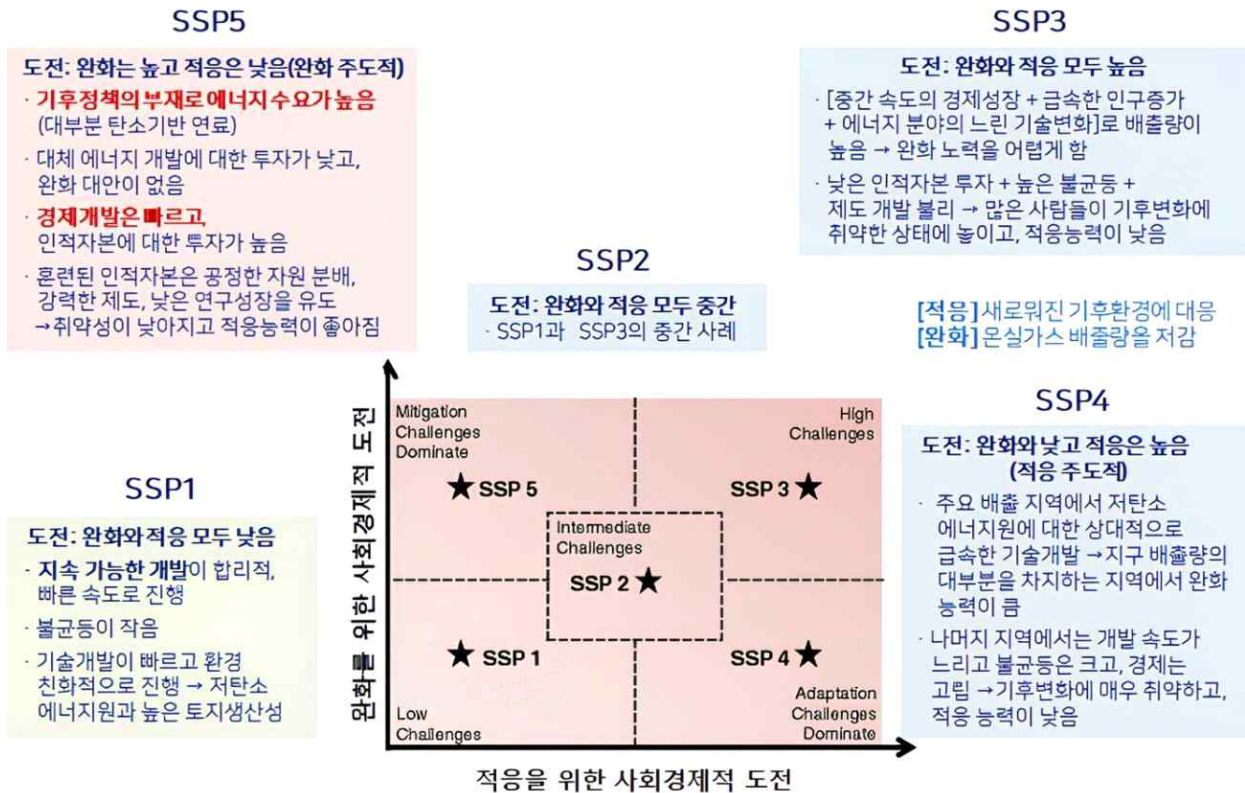 SSP5
도전: 완화는 높고 적응은 낮음(완화 주도적)
· 기후정책의 부재로 에너지 수요가 높음
(대부분 탄소기반 연료)
· 대체 에너지 개발에 대한 투자가 낮고,
완화 대안이 없음
· 경제개발은 빠르고,
인적자본에 대한 투자가 높음
· 훈련된 인적자본은 공정한 자원 분배,
강력한 제도, 낮은 연구성장을 유도
→취약성이 낮아지고 적응능력이 좋아짐
SSP3
도전: 완화와 적응 모두 높음
· [중간 속도의 경제성장 + 급속한 인구증가
+ 에너지 분야의 느린 기술변화]로 배출량이
높음 → 완화 노력을 어렵게 함
· 낮은 인적자본 투자 + 높은 불균등 +
제도 개발 불리 → 많은 사람들이 기후변화에
취약한 상태에 놓이고, 적응능력이 낮음
SSP2
도전: 완화와 적응 모두 중간
· SSP1과 SSP3의 중간 사례
[적응] 새로워진 기후환경에 대응
[완화] 온실가스 배출량올 저감
SSP1
도전: 완화와 적응 모두 낮음
· 지속 가능한 개발이 합리적,
빠른 속도로 진행
· 불균등이 작음
· 기술개발이 빠르고 환경
친화적으로 진행 → 저탄소
에너지원과 높은 토지생산성
SSP4
도전: 완화와 낮고 적응은 높음
(적응 주도적)
· 주요 배출 지역에서 저탄소
에너지원에 대한 상대적으로
급속한 기술개발 →지구 배출량의
대부분을 차지하는 지역에서 완화
능력이 큼
· 나머지 지역에서는 개발 속도가
느리고 불균등은 크고, 경제는
고립 →기후변화에 매우 취약하고,
적응 능력이 낮음
완화를 위한 사회경제적 도전
Mitigation
Challenges
Dominate
High
Challenges
SSP 5
SSP 3
Intermediate
Challenges
SSP 2
SSP 1
SSP 4
Low
Challenges
Adaptation
Challenges
Dominate
적응을 위한 사회경제적 도전